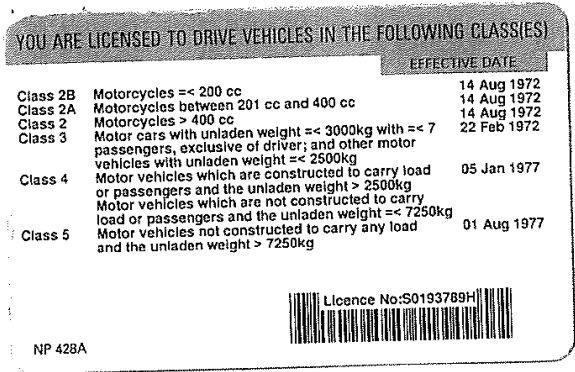 YOU ARE LICENSED TO DRIVE VEHICLES IN THE FOLLOWING CLASS(ES)
EFFECTIVE DATE
Class 2B Motorcycles =< 200 cc 14 Aug 1972
Class 2A Motorcycles between 201 cc and 400 cc 14 Aug 1972
Class 2 Motorcycles > 400 cc 14 Aug 1972
Class 3 Motor cars with unladen weight =< 3000kg with =< 7 22 Feb 1972
passengers, exclusive of driver; and other motor
vehicles with unladen weight =< 2500kg
Class 4 Motor vehicles which are constructed to carry load 05 Jan 1977
or passengers and the unladen weight > 2500kg
Motor vehicles which are not constructed to carry
load or passengers and the unladen weight =< 7250kg
Class 5 Motor vehicles not constructed to carry any load 01 Aug 1977
and the unladen weight > 7250kg
Licence No:S0193789H
NP 428A